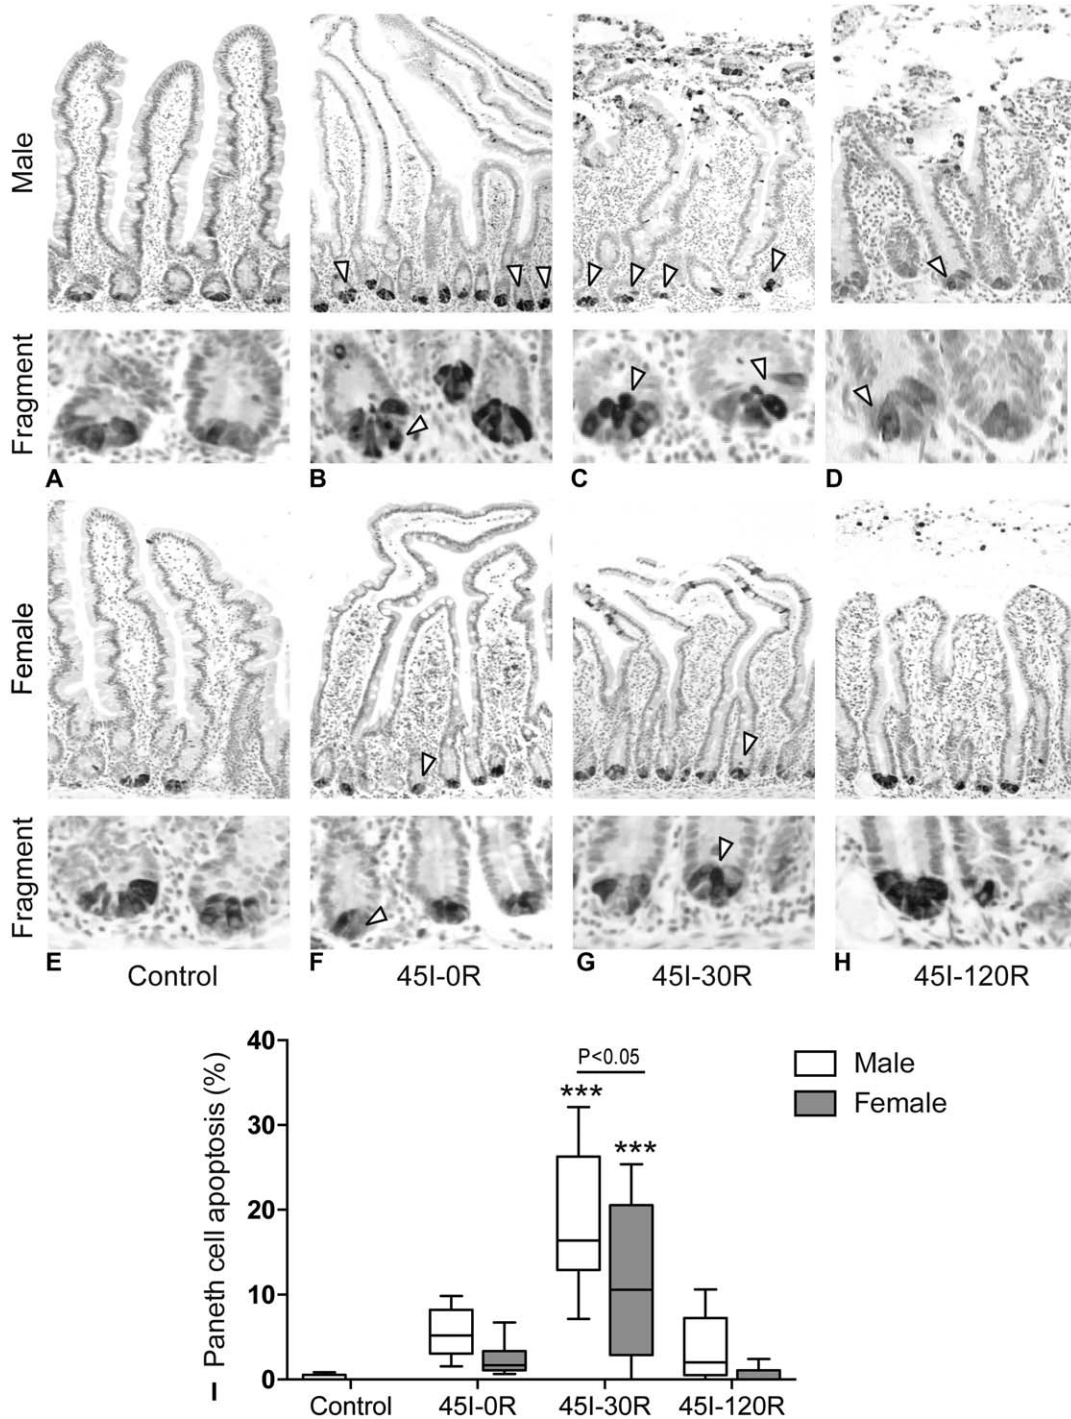 Male
Fragment
A
B
C
D
Female
Fragment
E
F
G
H
Control
45I-0R
45I-30R
45I-120R
Paneth cell apoptosis (%)
40
30
20
10
0
P<0.05
***
***
Male
Female
I
Control
45I-0R
45I-30R
45I-120R